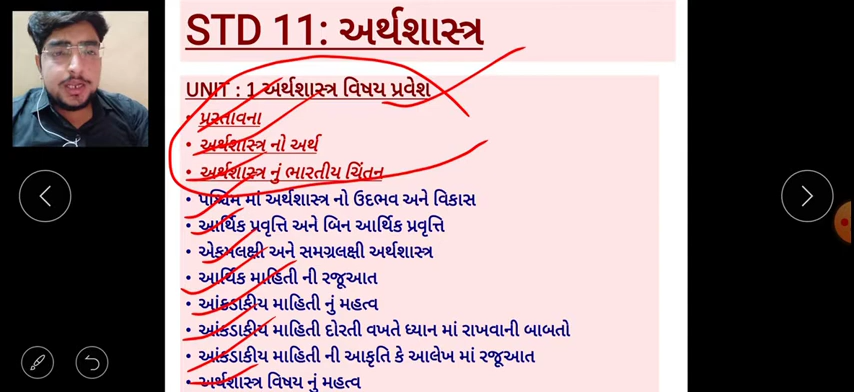 STD 11: અર્થશાસ્ત્ર
UNIT : 1 અર્થશાસ્ત્ર વિષય પ્રવેશ
• પ્રસ્તાવના
• અર્થશાસ્ત્ર નો અર્થ
• અર્થશાસ્ત્ર નું ભારતીય ચિંતન
• પશ્ચિમ માં અર્થશાસ્ત્ર નો ઉદભવ અને વિકાસ
• આર્થિક પ્રવૃત્તિ અને બિન આર્થિક પ્રવૃત્તિ
• એકમલક્ષી અને સમગ્રલક્ષી અર્થશાસ્ત્ર
• આર્થિક માહિતી ની રજૂઆત
• આંકડાકીય માહિતી નું મહત્વ
• આંકડાકીય માહિતી દોરતી વખતે ધ્યાન માં રાખવાની બાબતો
• આંકડાકીય માહિતી ની આકૃતિ કે આલેખ માં રજૂઆત
• અર્થશાસ્ત્ર વિષય નું મહત્વ